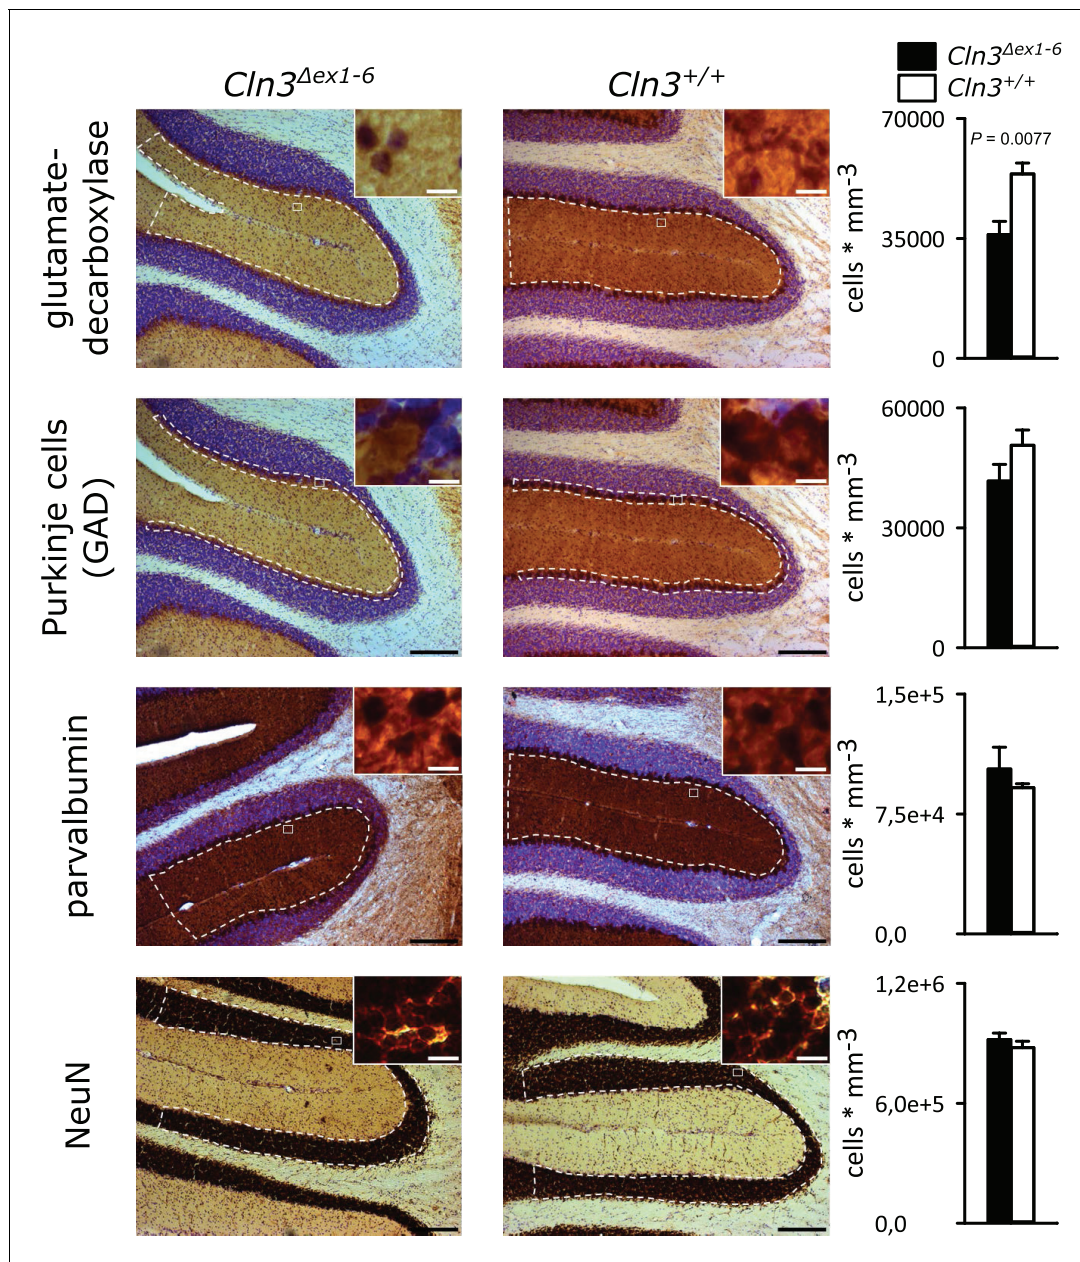 Cln3Δex1-6
Cln3+/+
Cln3Δex1-6
Cln3+/+
glutamate-
decarboxylase
cells * mm-3
70000
P = 0.0077
35000
0
Purkinje cells
(GAD)
cells * mm-3
60000
30000
0
parvalbumin
cells * mm-3
1,5e+5
7,5e+4
0,0
NeuN
cells * mm-3
1,2e+6
6,0e+5
0,0